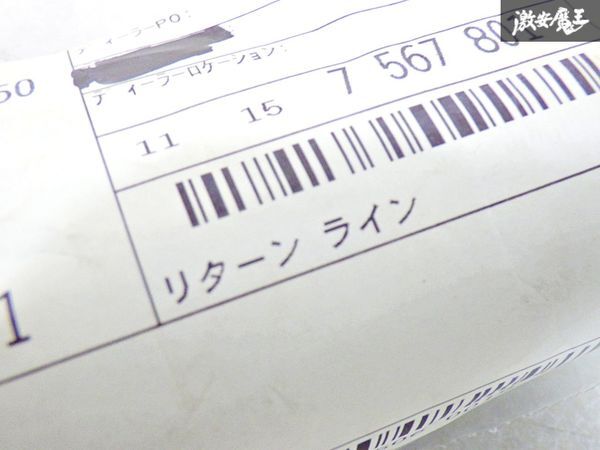 激安魔王
ディーラーPO:
50
ディーラーロケーション:
11 15 7 567 801
リターン ライン
1